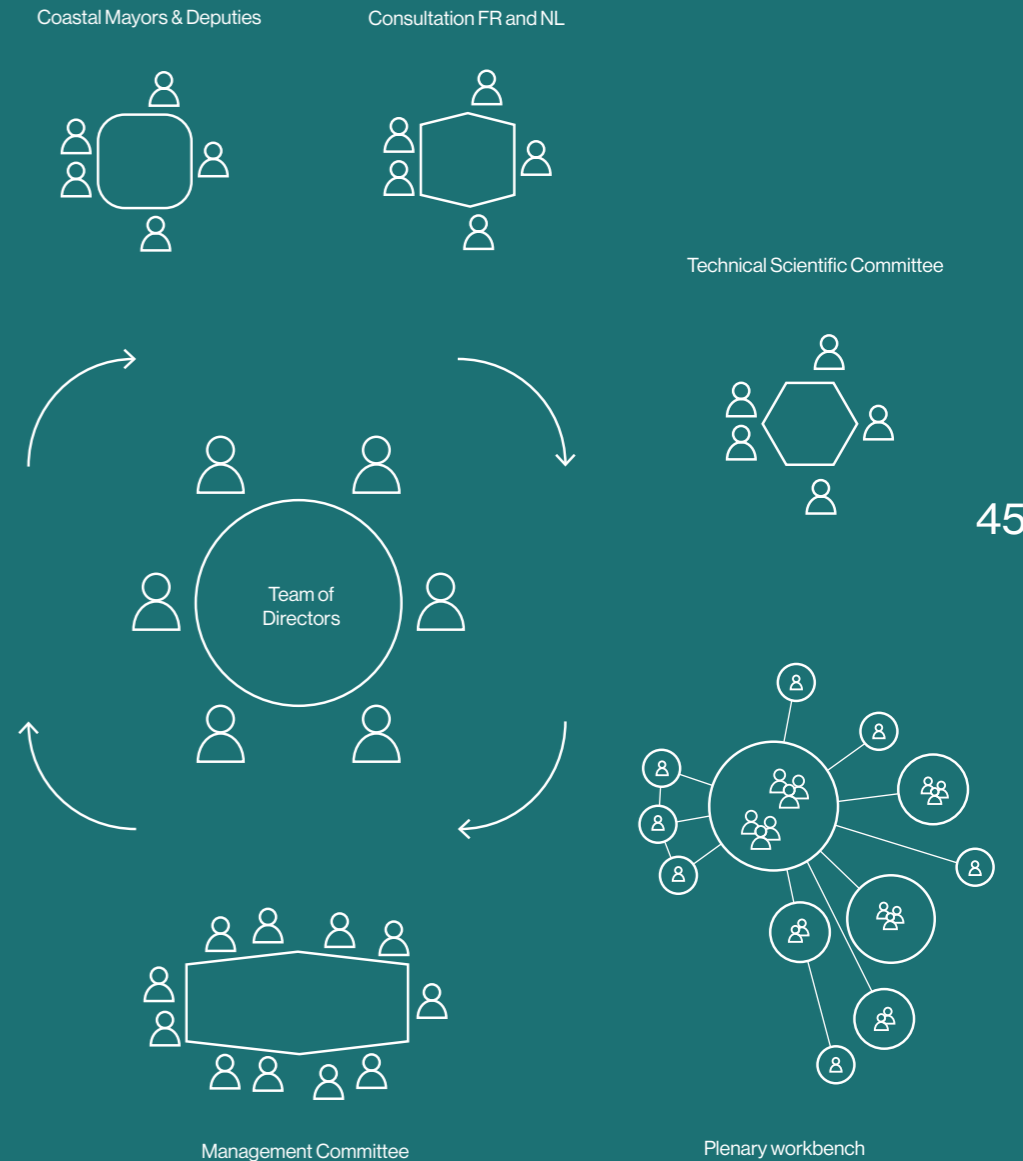 Coastal Mayors & Deputies
Consultation FR and NL
Technical Scientific Committee
45
Team of
Directors
Management Committee
Plenary workbench